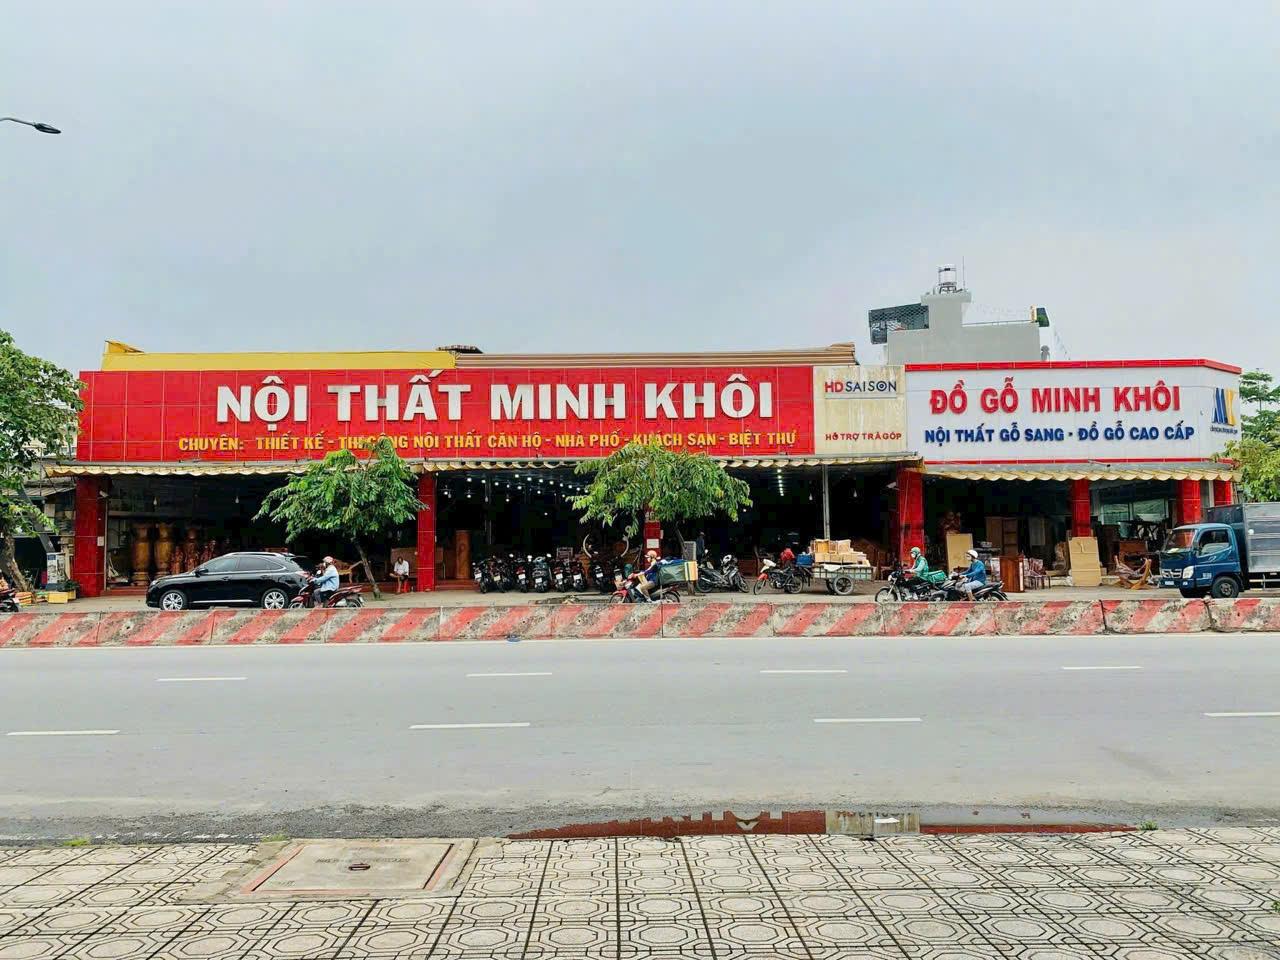 NỘI THẤT MINH KHÔI
CHUYÊN: THIẾT KẾ - THI CÔNG NỘI THẤT CĂN HỘ - NHÀ PHỐ - KHÁCH SẠN - BIỆT THỰ
HDSAISON
HỖ TRỢ TRẢ GÓP
ĐỒ GỖ MINH KHÔI
NỘI THẤT GỖ SANG - ĐỒ GỖ CAO CẤP
MK